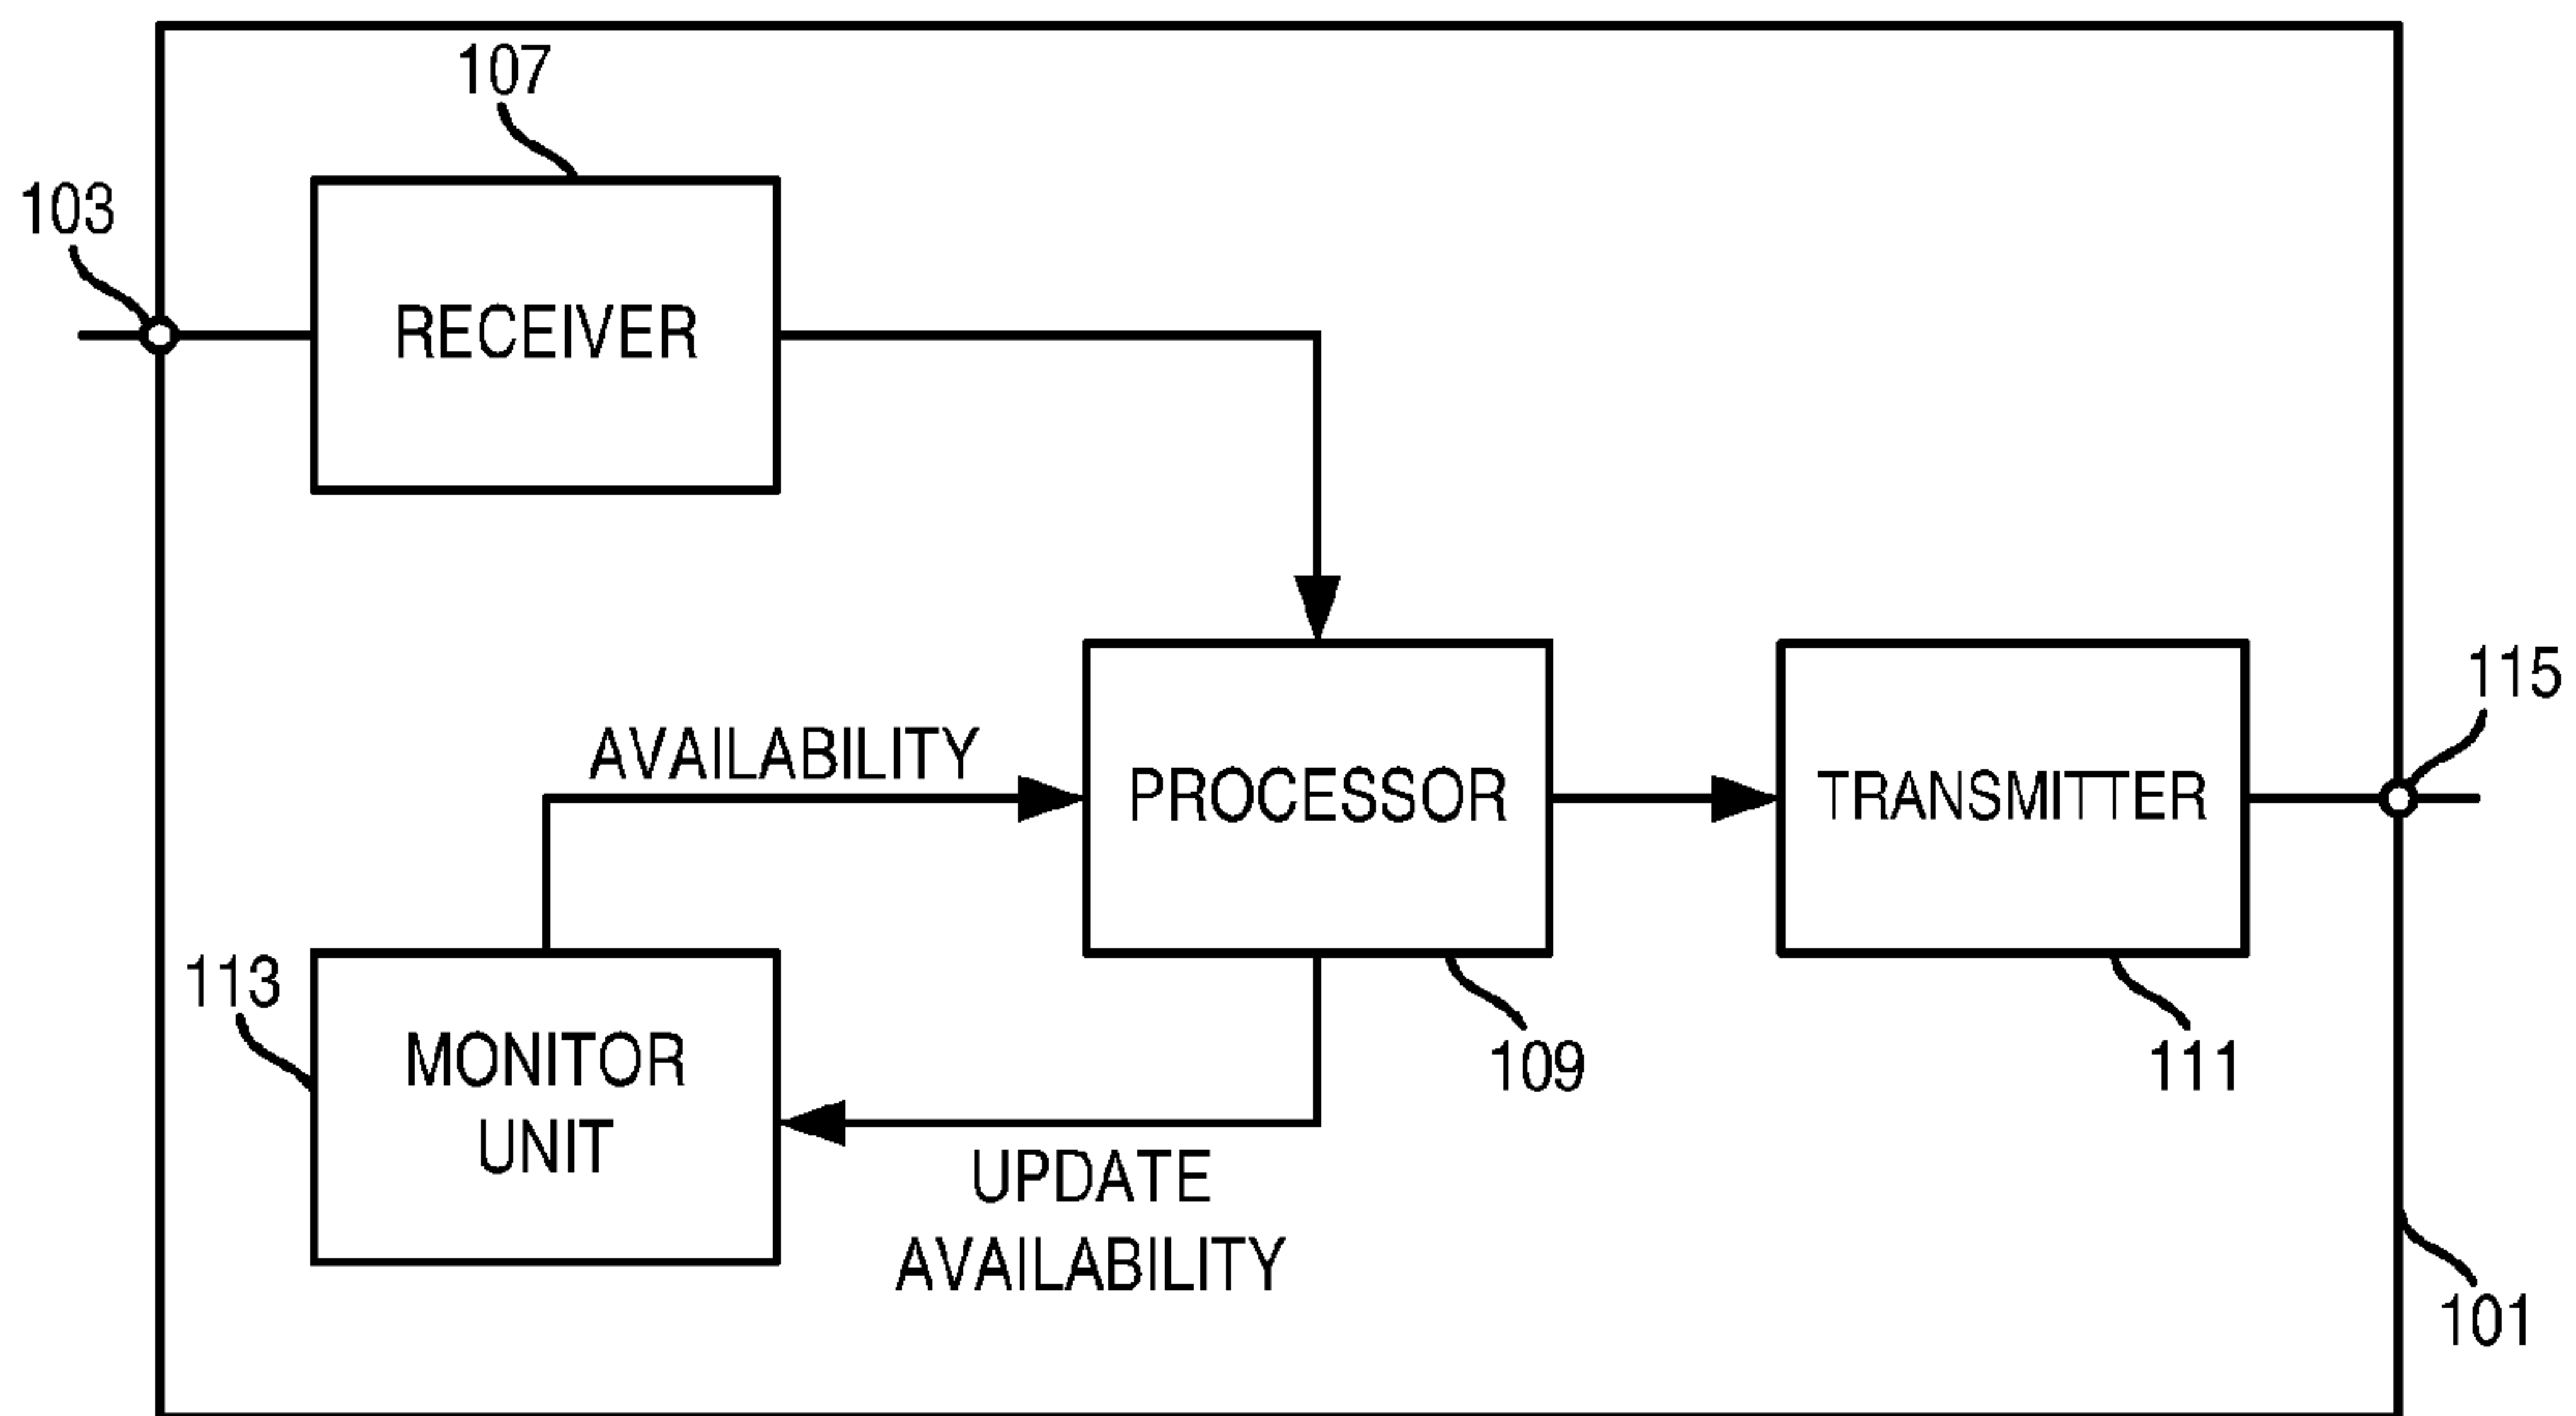 107
103
RECEIVER
115
AVAILABILITY
PROCESSOR
TRANSMITTER
113
MONITOR
UNIT
109
111
UPDATE
AVAILABILITY
101